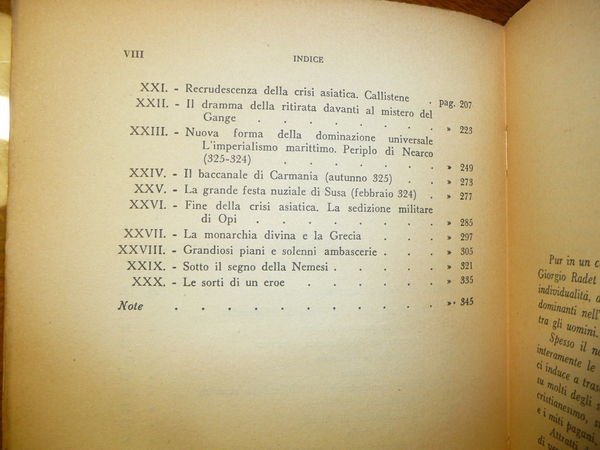 VIII INDICE
XXI. - Recrudescenza della crisi asiatica. Callistene . pag. 207
XXII. - Il dramma della ritirata davanti al mistero del
Gange . . . . . . . » 223
XXIII. - Nuova forma della dominazione universale
L'imperialismo marittimo. Periplo di Nearco
(325-324) . . . . . . . » 249
XXIV. - Il baccanale di Carmania (autunno 325) . . » 273
XXV. - La grande festa nuziale di Susa (febbraio 324) . » 277
XXVI. - Fine della crisi asiatica. La sedizione militare
di Opi . . . . . . . » 285
XXVII. - La monarchia divina e la Grecia . . . » 297
XXVIII. - Grandiosi piani e solenni ambascerie . . » 305
XXIX. - Sotto il segno della Nemesi . . . . » 321
XXX. - Le sorti di un eroe . . . . . » 335
Note . . . . . . . . . » 345
Pur in un c
Giorgio Radet
individualità, d
dominanti nell'
tra gli uomini.
Spesso il no
interamente le
ci induce a tras
su molti degli s
cristianesimo, s
e i miti pagani.
Attratti d
di ve